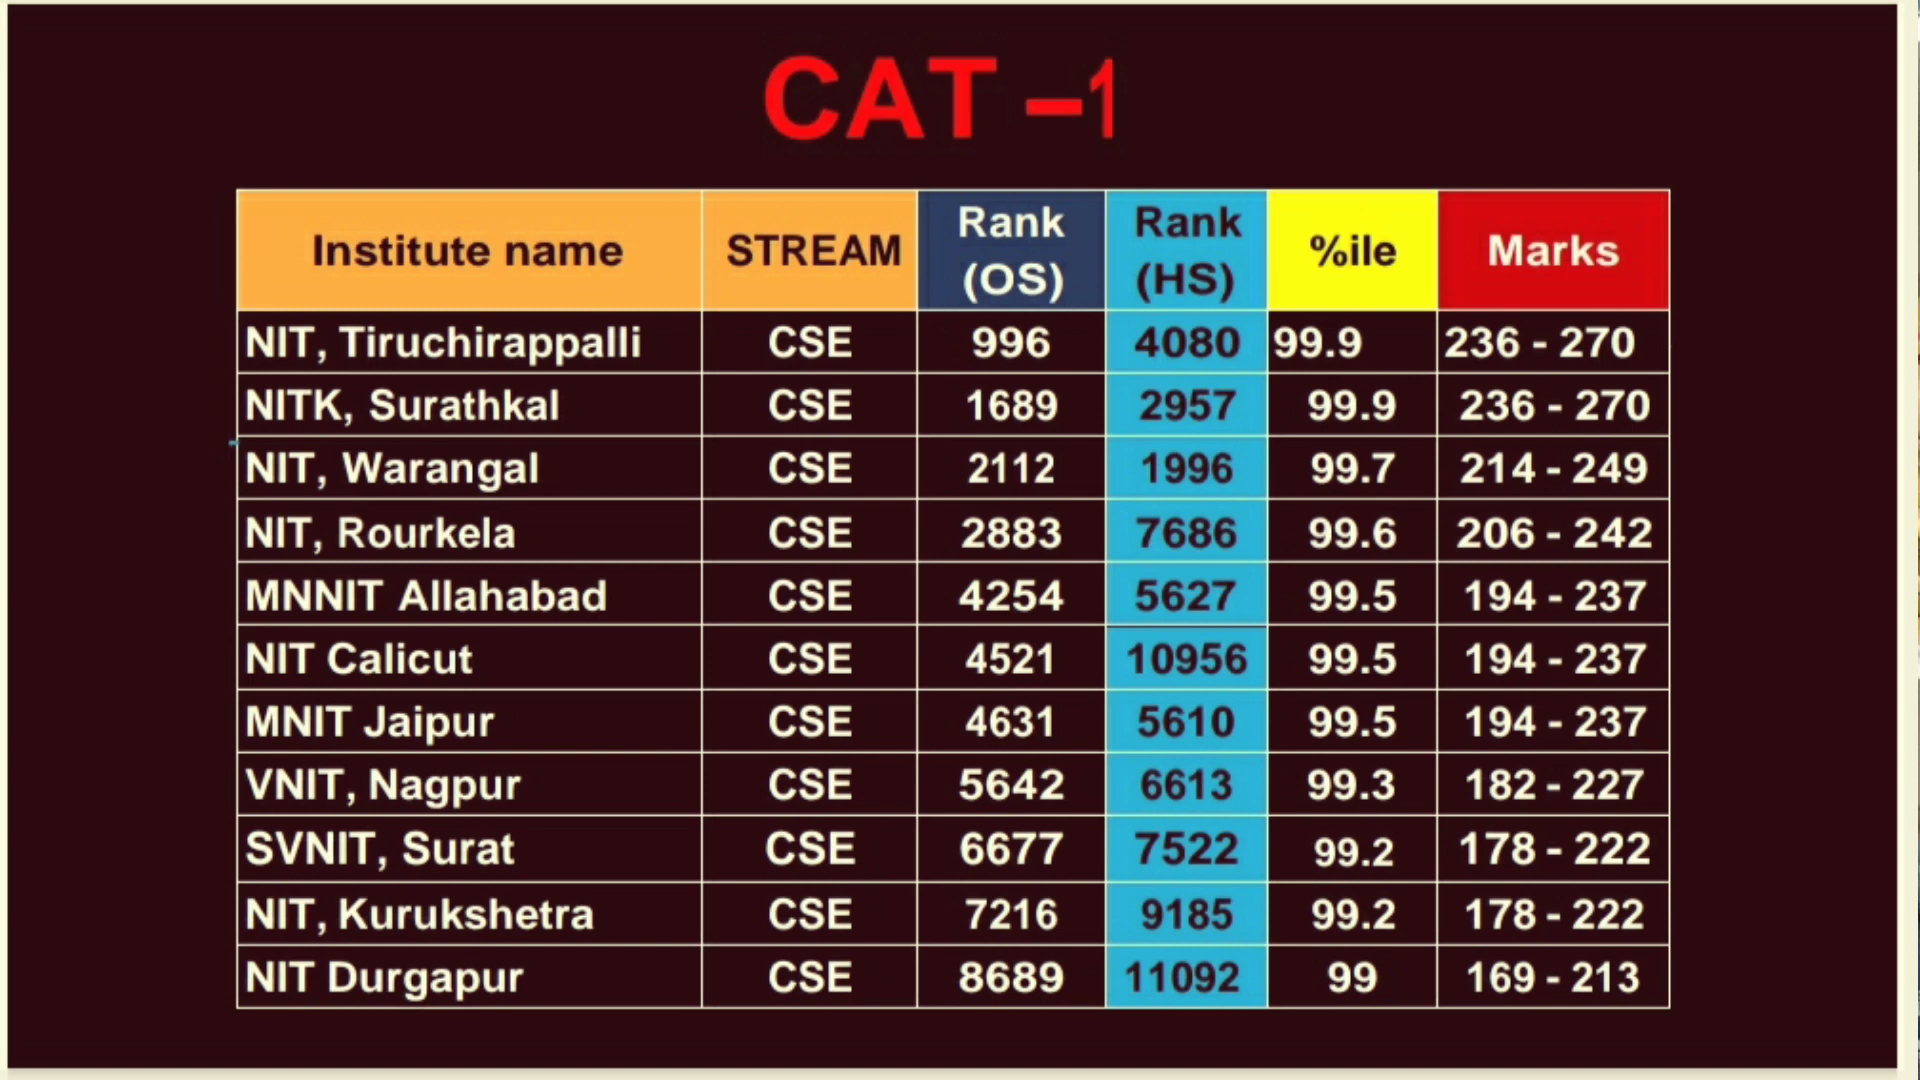 CAT –1
Institute name STREAM Rank (OS) Rank (HS) %ile Marks
NIT, Tiruchirappalli CSE 996 4080 99.9 236 - 270
NITK, Surathkal CSE 1689 2957 99.9 236 - 270
NIT, Warangal CSE 2112 1996 99.7 214 - 249
NIT, Rourkela CSE 2883 7686 99.6 206 - 242
MNNIT Allahabad CSE 4254 5627 99.5 194 - 237
NIT Calicut CSE 4521 10956 99.5 194 - 237
MNIT Jaipur CSE 4631 5610 99.5 194 - 237
VNIT, Nagpur CSE 5642 6613 99.3 182 - 227
SVNIT, Surat CSE 6677 7522 99.2 178 - 222
NIT, Kurukshetra CSE 7216 9185 99.2 178 - 222
NIT Durgapur CSE 8689 11092 99 169 - 213